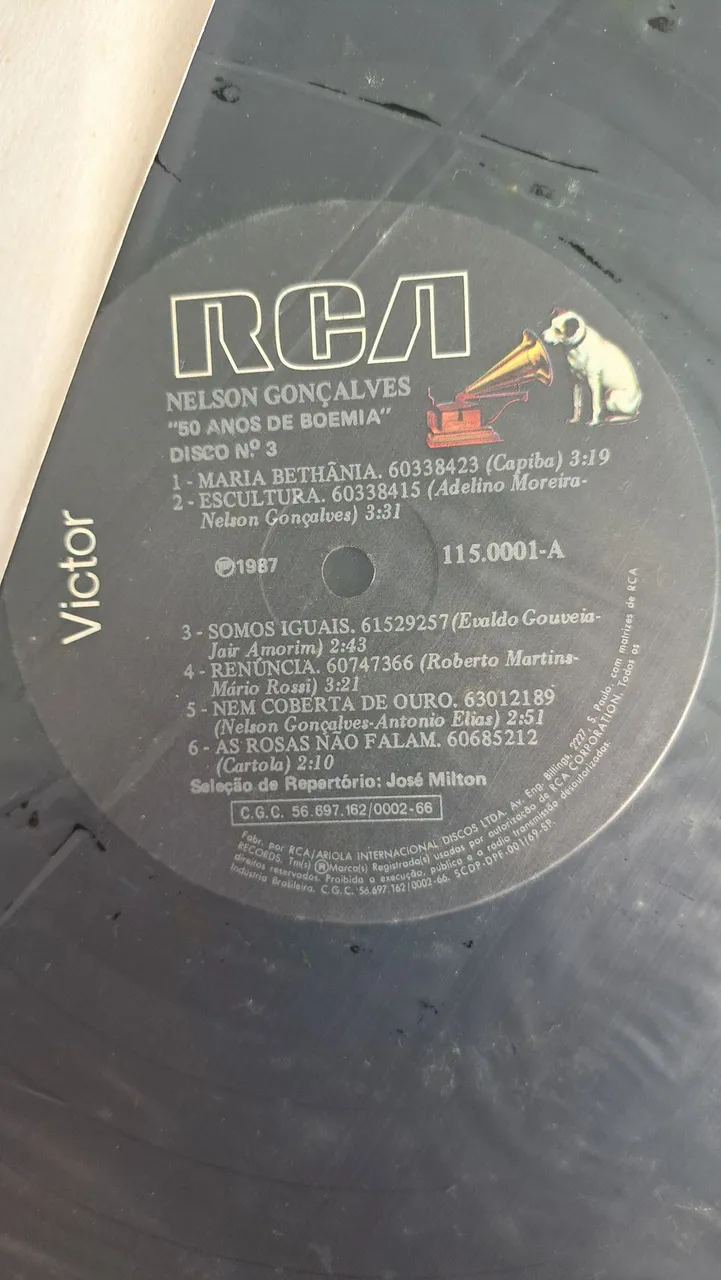 RCA
NELSON GONÇALVES
"50 ANOS DE BOEMIA"
DISCO Nº 3
1 - MARIA BETHÂNIA. 60338423 (Capiba) 3:19
2 - ESCULTURA. 60338415 (Adelino Moreira-
Nelson Gonçalves) 3:31
Victor
℗1987
115.0001-A
3 - SOMOS IGUAIS. 61529257 (Evaldo Gouveia-
Jair Amorim) 2:43
4 - RENÚNCIA. 60747366 (Roberto Martins-
Mário Rossi) 3:21
5 - NEM COBERTA DE OURO. 63012189
(Nelson Gonçalves-Antonio Elias) 2:51
6 - AS ROSAS NÃO FALAM. 60685212
(Cartola) 2:10
Seleção de Repertório: José Milton
C.G.C. 56.697.162/0002-66
Fabr. por RCA/ARIOLA INTERNACIONAL DISCOS LTDA. Av. Eng. Billings, 2227 S. Paulo, com matrizes de RCA
RECORDS. Tm(s) ®Marca(s) Registrada(s) usadas por autorização de RCA CORPORATION. Todos os
direitos reservados. Proibida a execução, publica e a radio transmissão desautorizadas.
Indústria Brasileira. C.G.C. 56.697.162/0002-66. SCDP-DPF-001/69-SP.